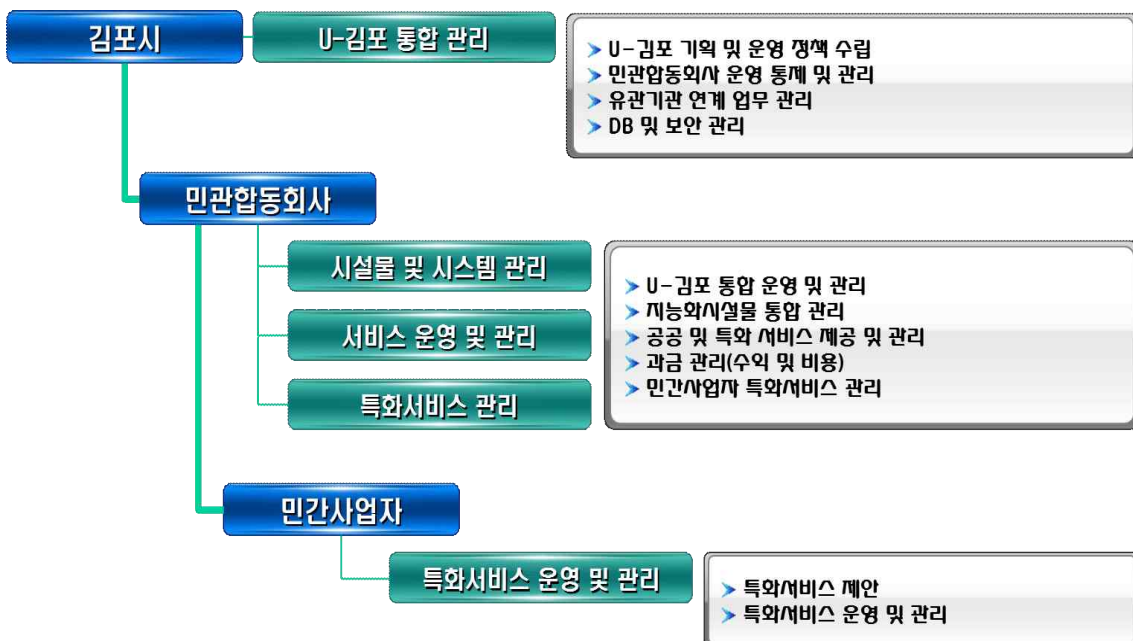 김포시
U-김포 통합 관리
U-김포 기획 및 운영 정책 수립
민관합동회사 운영 통제 및 관리
유관기관 연계 업무 관리
DB 및 보안 관리
민관합동회사
시설물 및 시스템 관리
서비스 운영 및 관리
특화서비스 관리
U-김포 통합 운영 및 관리
지능화시설물 통합 관리
공공 및 특화 서비스 제공 및 관리
과금 관리(수익 및 비용)
민간사업자 특화서비스 관리
민간사업자
특화서비스 운영 및 관리
특화서비스 제안
특화서비스 운영 및 관리